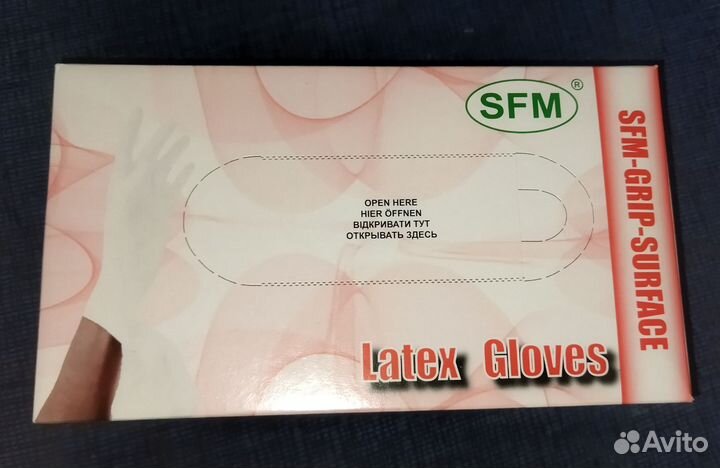 SFM
®
SFM-GRIP-SURFACE
OPEN HERE
HIER ÖFFNEN
ВІДКРИВАТИ ТУТ
ОТКРЫВАТЬ ЗДЕСЬ
Latex Gloves
Avito